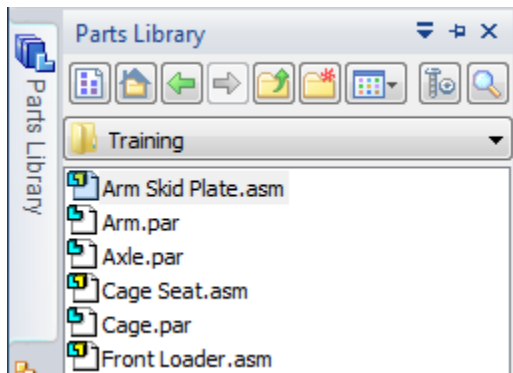 Parts Library
Parts Library
Training
Arm Skid Plate.asm
Arm.par
Axle.par
Cage Seat.asm
Cage.par
Front Loader.asm